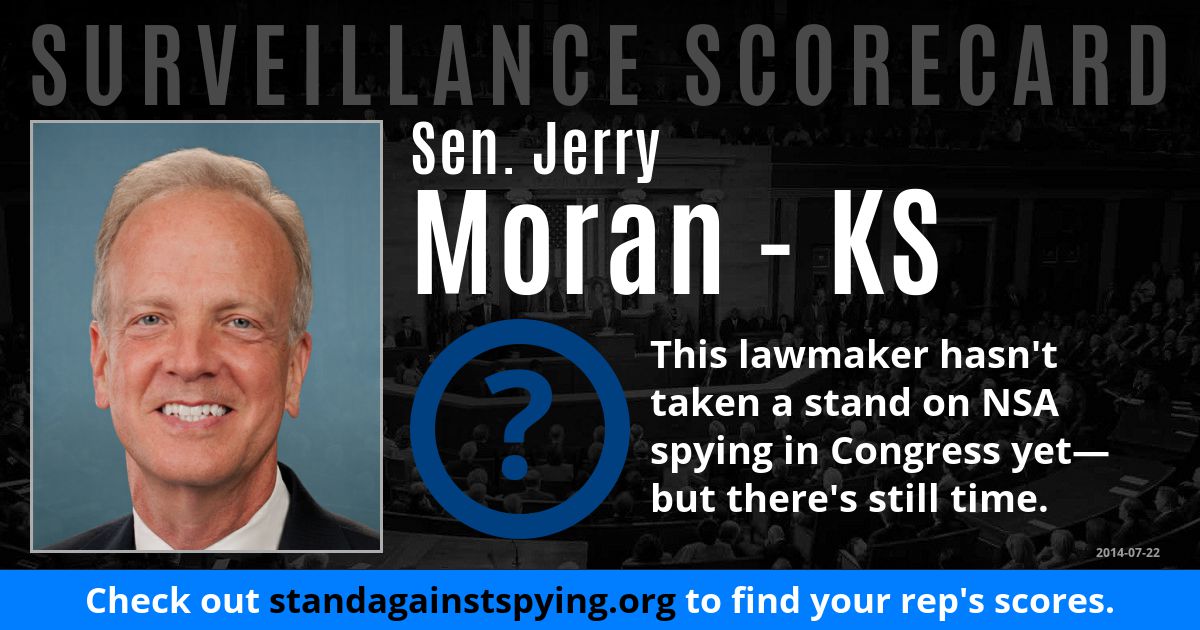 SURVEILLANCE SCORECARD
Sen. Jerry
Moran - KS
?
This lawmaker hasn't
taken a stand on NSA
spying in Congress yet—
but there's still time.
2014-07-22
Check out standagainstspying.org to find your rep's scores.